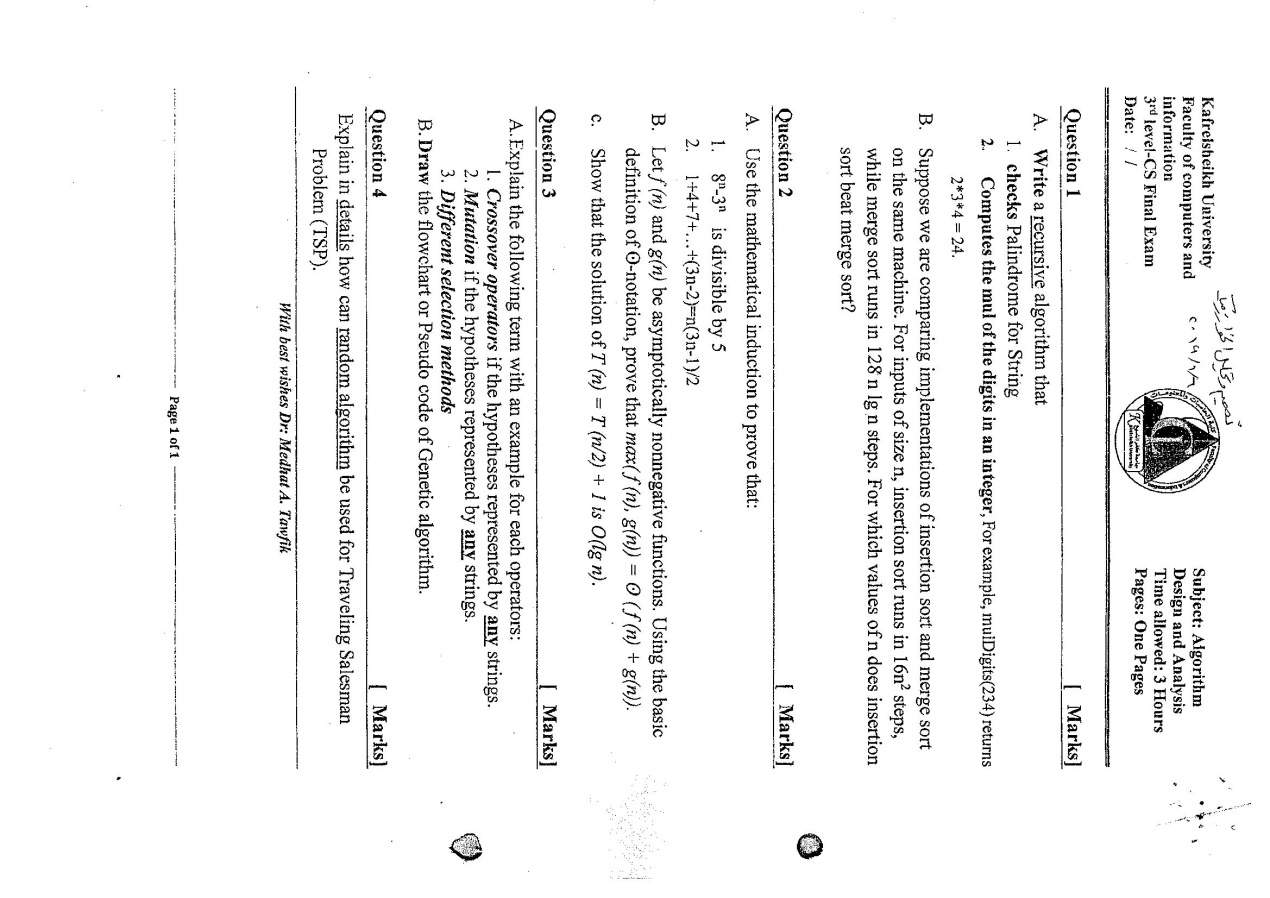 تصميم وتحليل الخوارزميات
Kafrelsheikh University
Faculty of computers and
information
3rd level-CS Final Exam
Date: / /
Subject: Algorithm
Design and Analysis
Time allowed: 3 Hours
Pages: One Pages
Question 1 [ Marks]
A. Write a recursive algorithm that
1. checks Palindrome for String
2. Computes the mul of the digits in an integer, For example, mulDigits(234) returns
2*3*4 = 24.
B. Suppose we are comparing implementations of insertion sort and merge sort
on the same machine. For inputs of size n, insertion sort runs in 16n² steps,
while merge sort runs in 128 n lg n steps. For which values of n does insertion
sort beat merge sort?
Question 2 [ Marks]
A. Use the mathematical induction to prove that:
1. 8ⁿ-3ⁿ is divisible by 5
2. 1+4+7+...+(3n-2)=n(3n-1)/2
B. Let f (n) and g(n) be asymptotically nonnegative functions. Using the basic
definition of Θ-notation, prove that max( f (n), g(n)) = Θ ( f (n) + g(n)).
c. Show that the solution of T (n) = T (n/2) + 1 is O(lg n).
Question 3 [ Marks]
A.Explain the following term with an example for each operators:
1. Crossover operators if the hypotheses represented by any strings.
2. Mutation if the hypotheses represented by any strings.
3. Different selection methods
B. Draw the flowchart or Pseudo code of Genetic algorithm.
Question 4 [ Marks]
Explain in details how can random algorithm be used for Traveling Salesman
Problem (TSP).
With best wishes Dr: Medhat A. Tawfik
Page 1 of 1